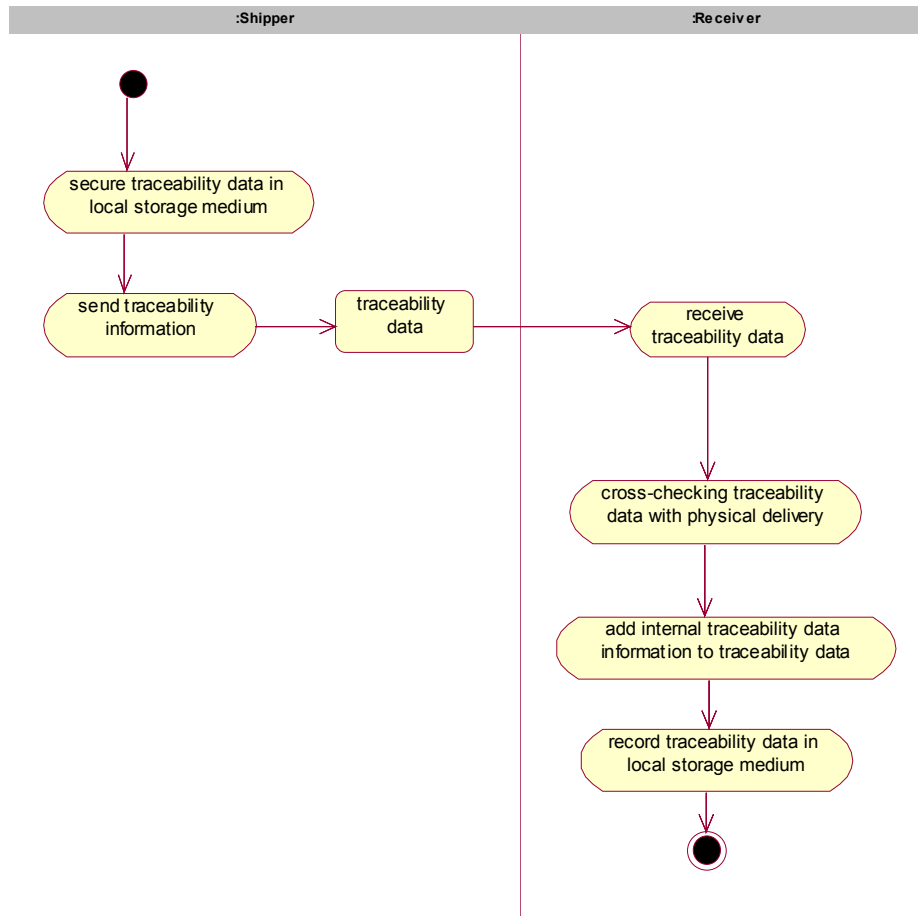 :Shipper
:Receiver
secure traceability data in
local storage medium
send traceability
information
traceability
data
receive
traceability data
cross-checking traceability
data with physical delivery
add internal traceability data
information to traceability data
record traceability data in
local storage medium